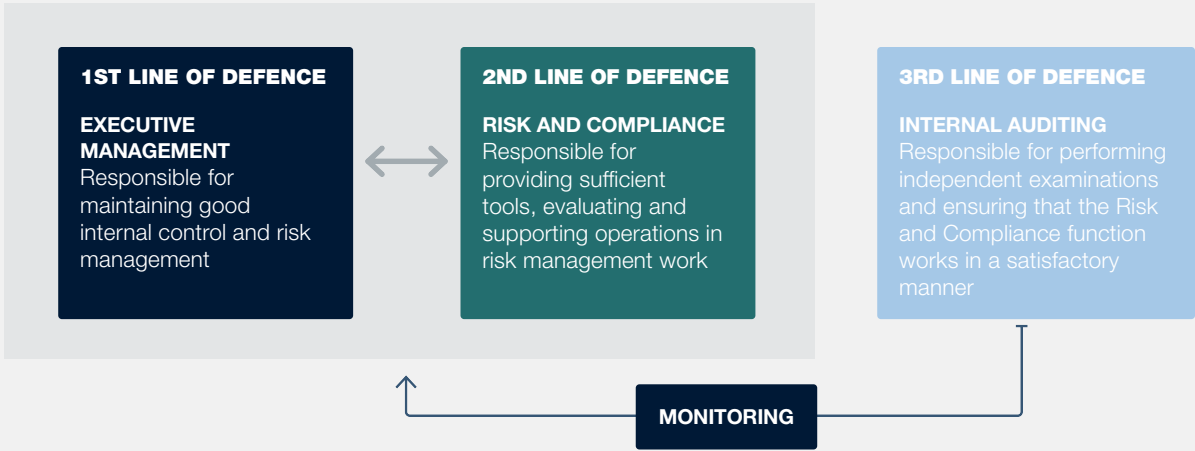 1ST LINE OF DEFENCE
EXECUTIVE
MANAGEMENT
Responsible for
maintaining good
internal control and risk
management
2ND LINE OF DEFENCE
RISK AND COMPLIANCE
Responsible for
providing sufficient
tools, evaluating and
supporting operations in
risk management work
3RD LINE OF DEFENCE
INTERNAL AUDITING
Responsible for performing
independent examinations
and ensuring that the Risk
and Compliance function
works in a satisfactory
manner
MONITORING